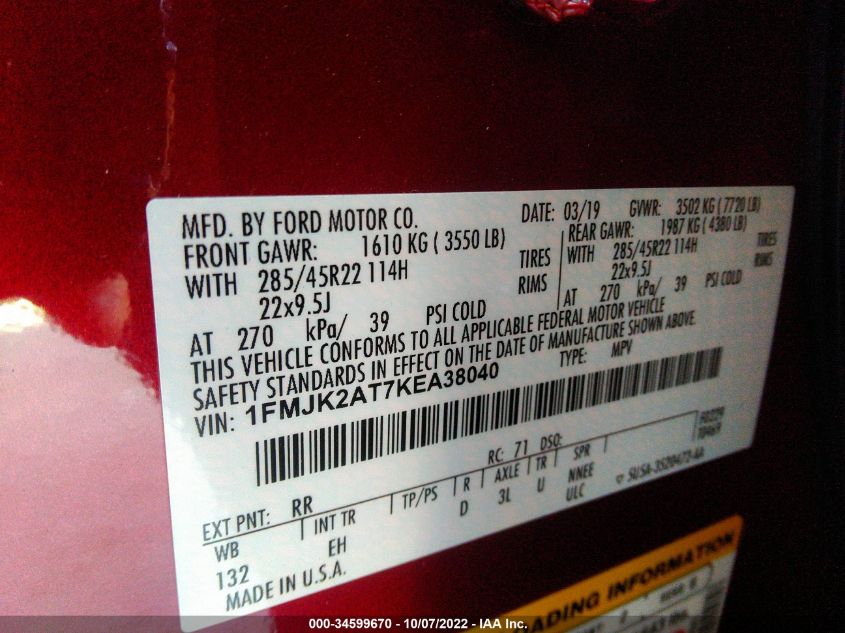 MFD. BY FORD MOTOR CO.
DATE: 03/19 GVWR: 3502 KG ( 7720 LB)
FRONT GAWR: 1610 KG ( 3550 LB)
WITH 285/45R22 114H TIRES
22x9.5J RIMS
AT 270 kPa/ 39 PSI COLD
REAR GAWR: 1987 KG ( 4380 LB)
WITH 285/45R22 114H TIRES
22x9.5J RIMS
AT 270 kPa/ 39 PSI COLD
THIS VEHICLE CONFORMS TO ALL APPLICABLE FEDERAL MOTOR VEHICLE
SAFETY STANDARDS IN EFFECT ON THE DATE OF MANUFACTURE SHOWN ABOVE.
VIN: 1FMJK2AT7KEA38040 TYPE: MPV
F0229
10469
RC: 71 DSO:
EXT PNT: RR
WB INT TR TP/PS R AXLE TR SPR
132 EH D 3L U NNEE
ULC
5U5A-3520472-AA
MADE IN U.S.A.
LOADING INFORMATION
000-34599670 - 10/07/2022 - IAA Inc.